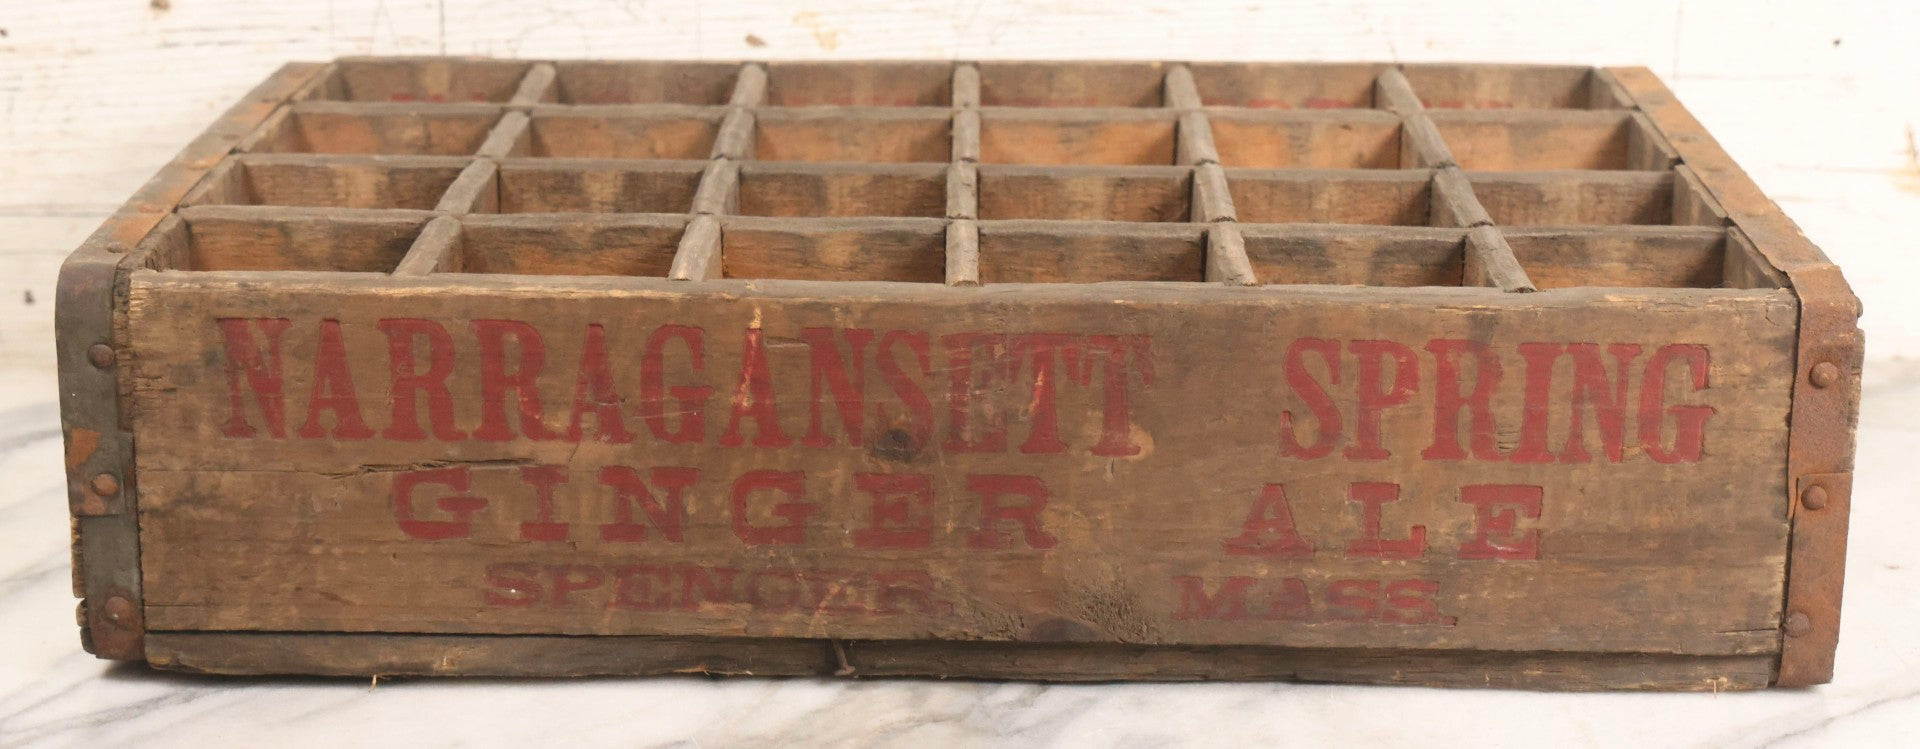 NARRAGANSETT SPRING
GINGER ALE
SPENCER. MASS.